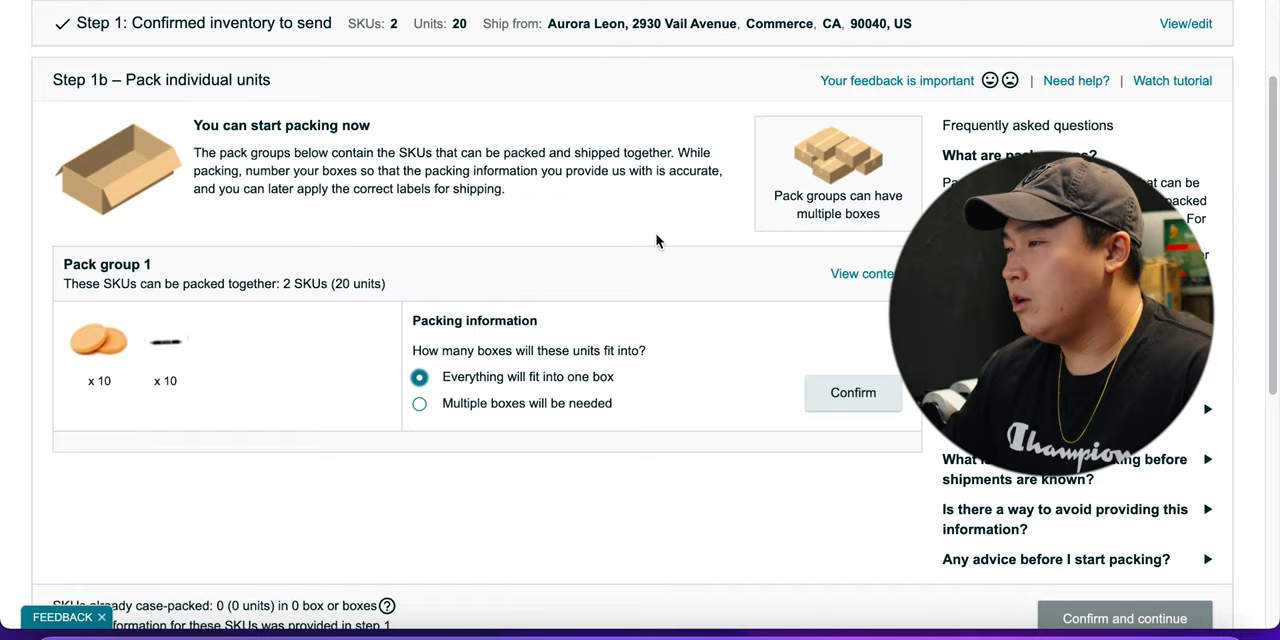 Step 1: Confirmed inventory to send SKUs: 2 Units: 20 Ship from: Aurora Leon, 2930 Vail Avenue, Commerce, CA, 90040, US View/edit
Step 1b – Pack individual units
Your feedback is important | Need help? | Watch tutorial
You can start packing now
The pack groups below contain the SKUs that can be packed and shipped together. While
packing, number your boxes so that the packing information you provide us with is accurate,
and you can later apply the correct labels for shipping.
Pack groups can have
multiple boxes
Frequently asked questions
What are
at can be
packed
For
Pack group 1
These SKUs can be packed together: 2 SKUs (20 units)
View
x 10 x 10
Packing information
How many boxes will these units fit into?
Everything will fit into one box
Multiple boxes will be needed
Confirm
Champion
before
shipments are known?
Is there a way to avoid providing this
information?
Any advice before I start packing?
SKUs already case-packed: 0 (0 units) in 0 box or boxes
formation for these SKUs was provided in step 1
FEEDBACK ×
Confirm and continue